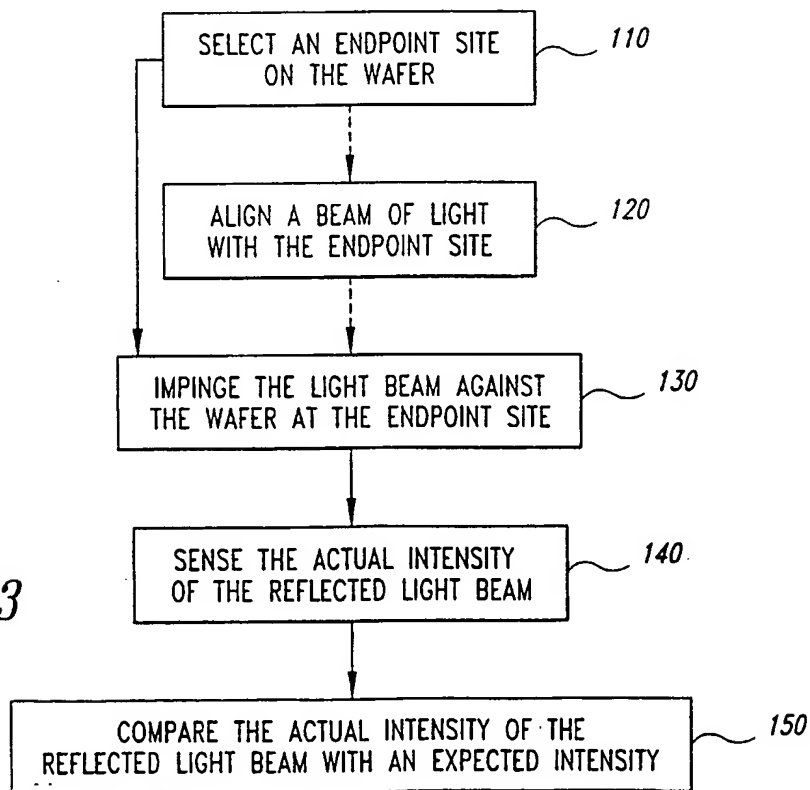 SELECT AN ENDPOINT SITE
ON THE WAFER
110
ALIGN A BEAM OF LIGHT
WITH THE ENDPOINT SITE
120
IMPINGE THE LIGHT BEAM AGAINST
THE WAFER AT THE ENDPOINT SITE
130
SENSE THE ACTUAL INTENSITY
OF THE REFLECTED LIGHT BEAM
140
3
COMPARE THE ACTUAL INTENSITY OF THE
REFLECTED LIGHT BEAM WITH AN EXPECTED INTENSITY
150